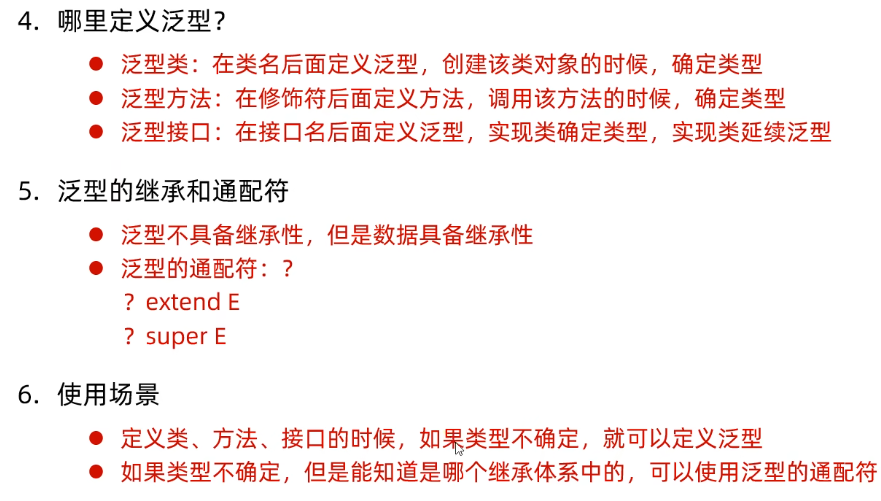 4. 哪里定义泛型？
● 泛型类：在类名后面定义泛型，创建该类对象的时候，确定类型
● 泛型方法：在修饰符后面定义方法，调用该方法的时候，确定类型
● 泛型接口：在接口名后面定义泛型，实现类确定类型，实现类延续泛型
5. 泛型的继承和通配符
● 泛型不具备继承性，但是数据具备继承性
● 泛型的通配符：？
？extend E
？super E
6. 使用场景
● 定义类、方法、接口的时候，如果类型不确定，就可以定义泛型
● 如果类型不确定，但是能知道是哪个继承体系中的，可以使用泛型的通配符